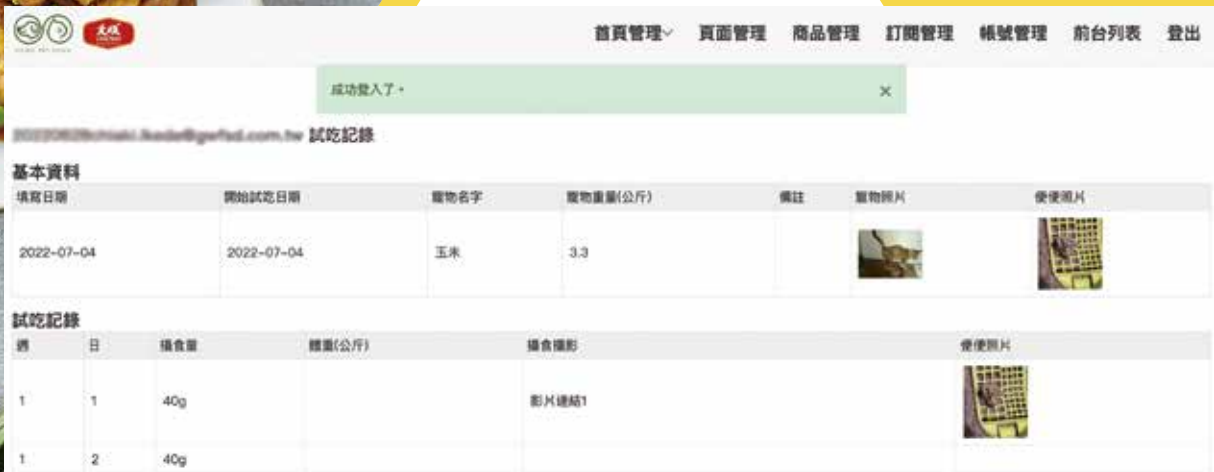 大成
首頁管理 頁面管理 商品管理 訂閱管理 帳號管理 前台列表 登出
成功登入了。 ×
試吃記錄
基本資料
填寫日期 開始試吃日期 寵物名字 寵物重量(公斤) 備註 寵物照片 便便照片
2022-07-04 2022-07-04 玉米 3.3
試吃記錄
週 日 攝食量 體重(公斤) 攝食攝影 便便照片
1 1 40g 影片連結1
1 2 40g